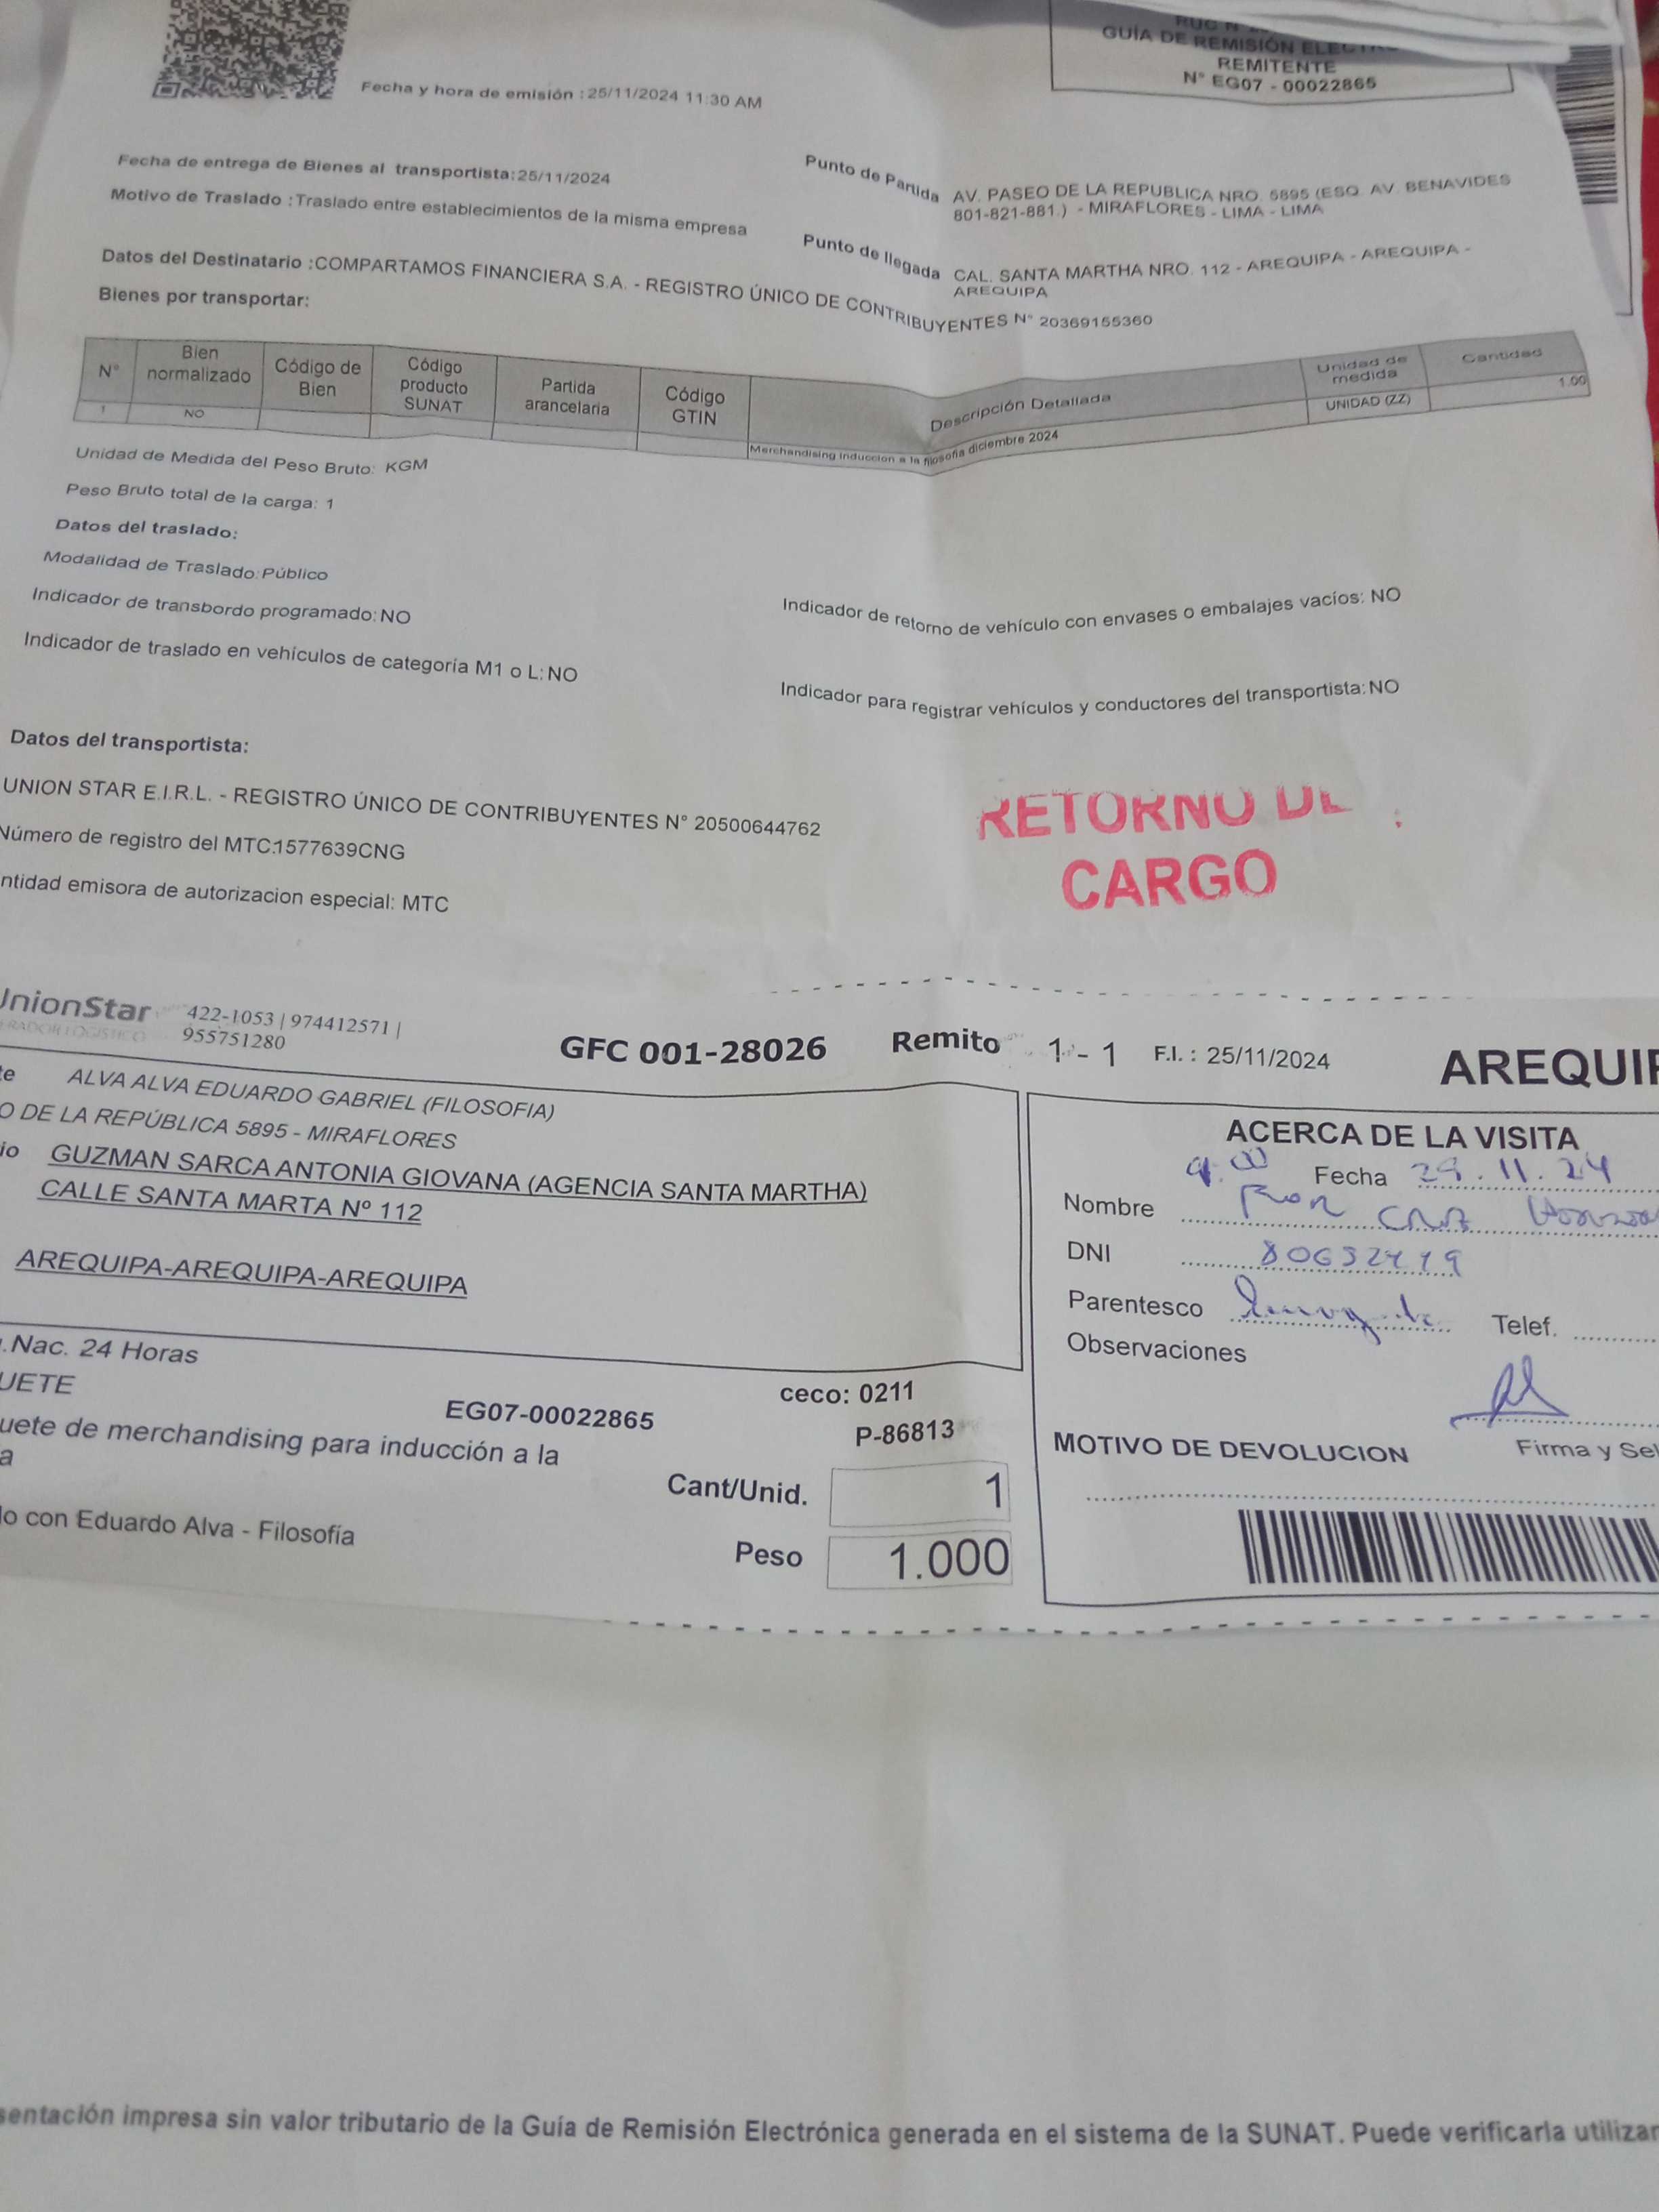 Fecha y hora de emisión : 25/11/2024 11:30 AM
GUÍA DE REMISIÓN
REMITENTE
N° EG07 - 00022865
Fecha de entrega de Bienes al transportista:25/11/2024
Motivo de Traslado :Traslado entre establecimientos de la misma empresa
Punto de Partida AV. PASEO DE LA REPUBLICA NRO. 5895 (ESQ. AV. BENAVIDES
801-821-881.) - MIRAFLORES - LIMA - LIMA
Punto de llegada CAL. SANTA MARTHA NRO. 112 - AREQUIPA - AREQUIPA -
AREQUIPA
Datos del Destinatario :COMPARTAMOS FINANCIERA S.A. - REGISTRO ÚNICO DE CONTRIBUYENTES N° 20369155360
Bienes por transportar:
N° Bien normalizado Código de Bien Código producto SUNAT Partida arancelaria Código GTIN Descripción Detallada Unidad de medida Cantidad
1 NO Merchandising Induccion a la filosofia diciembre 2024 UNIDAD (ZZ) 1.00
Unidad de Medida del Peso Bruto: KGM
Peso Bruto total de la carga: 1
Datos del traslado:
Modalidad de Traslado:Público
Indicador de transbordo programado:NO
Indicador de retorno de vehículo con envases o embalajes vacíos: NO
Indicador de traslado en vehículos de categoría M1 o L:NO
Indicador para registrar vehículos y conductores del transportista:NO
Datos del transportista:
UNION STAR E.I.R.L. - REGISTRO ÚNICO DE CONTRIBUYENTES N° 20500644762
Número de registro del MTC:1577639CNG
ntidad emisora de autorizacion especial: MTC
RETORNO DE
CARGO
UnionStar
422-1053 | 974412571 |
955751280
GFC 001-28026 Remito 1 - 1 F.I. : 25/11/2024 AREQUIP
te ALVA ALVA EDUARDO GABRIEL (FILOSOFIA)
O DE LA REPÚBLICA 5895 - MIRAFLORES
io GUZMAN SARCA ANTONIA GIOVANA (AGENCIA SANTA MARTHA)
CALLE SANTA MARTA Nº 112
AREQUIPA-AREQUIPA-AREQUIPA
.Nac. 24 Horas
UETE
EG07-00022865
ceco: 0211
P-86813
uete de merchandising para inducción a la
a
lo con Eduardo Alva - Filosofía
Cant/Unid. 1
Peso 1.000
ACERCA DE LA VISITA
Fecha 29.11.24
Nombre
DNI
Parentesco
Telef.
Observaciones
MOTIVO DE DEVOLUCION
Firma y Sel
sentación impresa sin valor tributario de la Guía de Remisión Electrónica generada en el sistema de la SUNAT. Puede verificarla utilizan